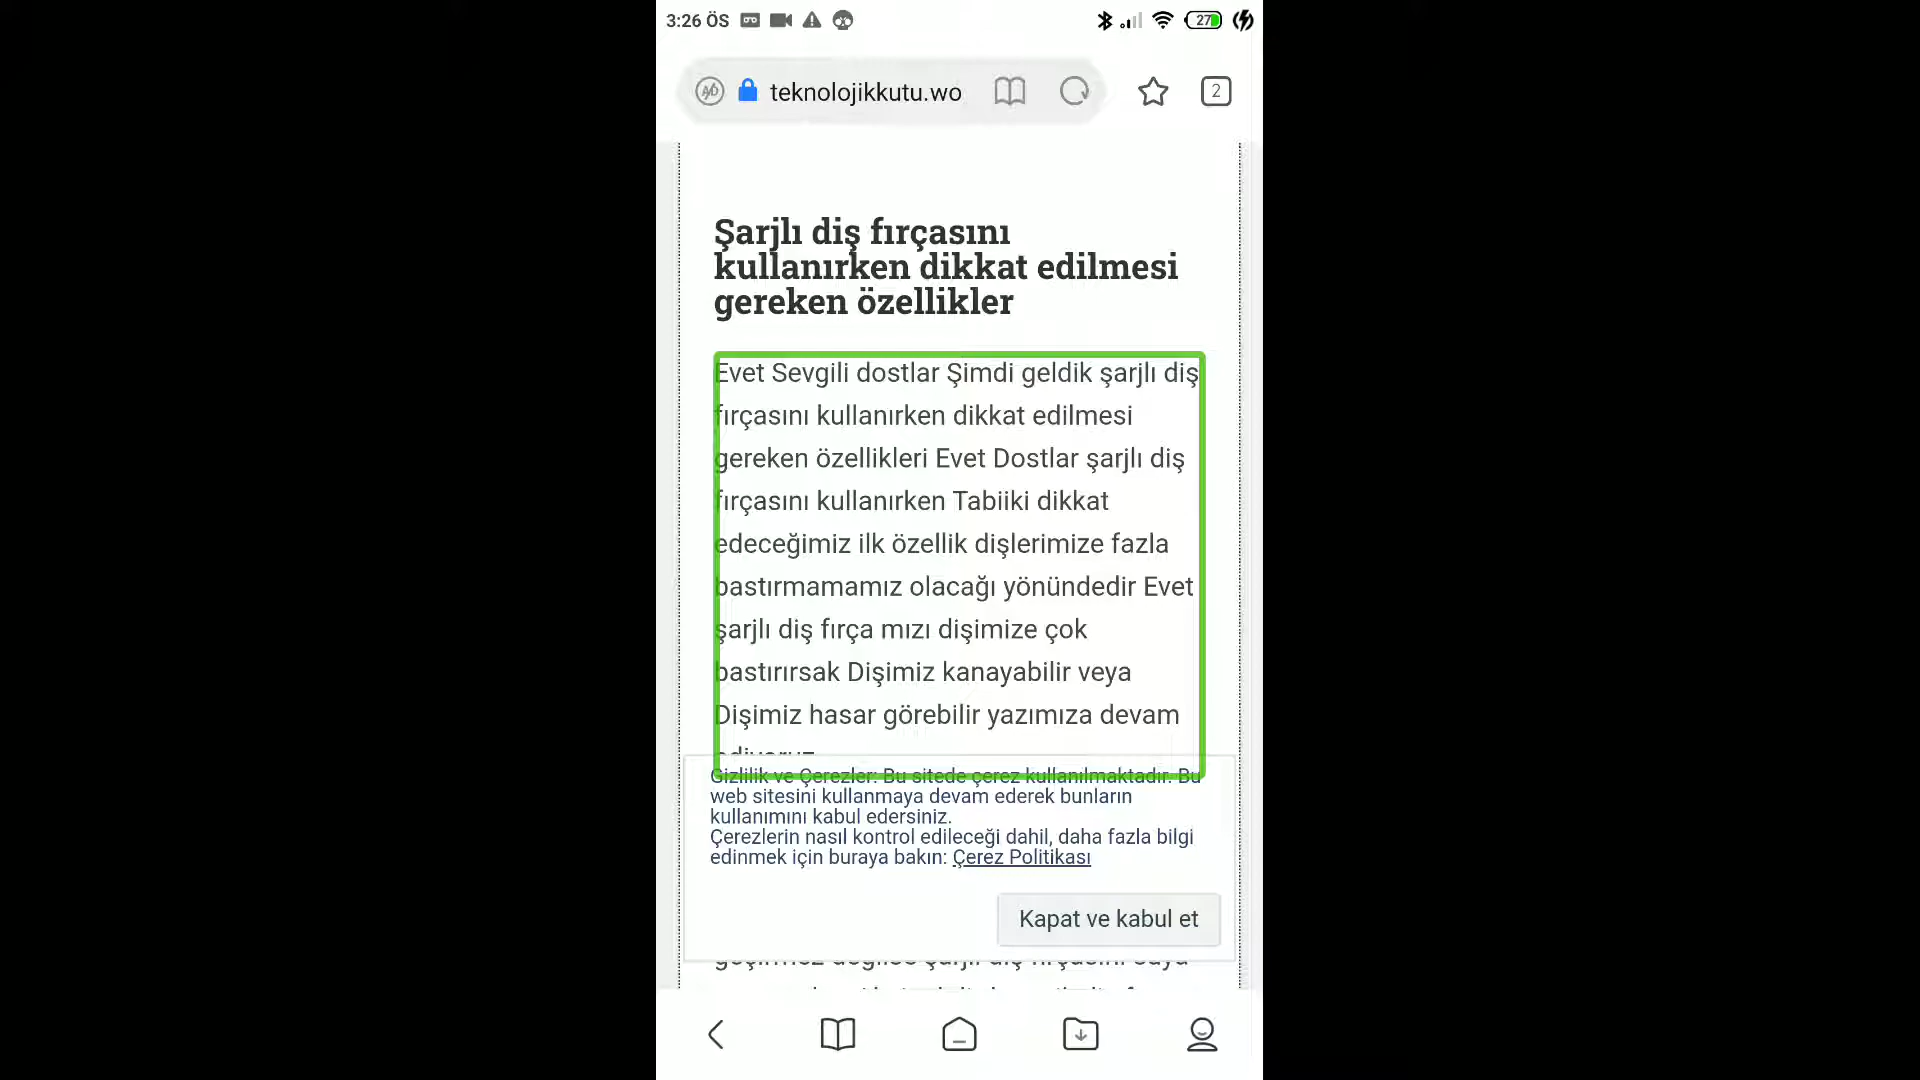 3:26 ÖS
27
teknolojikkutu.wo
2
Şarjlı diş fırçasını
kullanırken dikkat edilmesi
gereken özellikler
Evet Sevgili dostlar Şimdi geldik şarjlı diş
fırçasını kullanırken dikkat edilmesi
gereken özellikleri Evet Dostlar şarjlı diş
fırçasını kullanırken Tabiiki dikkat
edeceğimiz ilk özellik dişlerimize fazla
bastırmamamız olacağı yönündedir Evet
şarjlı diş fırça mızı dişimize çok
bastırırsak Dişimiz kanayabilir veya
Dişimiz hasar görebilir yazımıza devam
Gizlilik ve Çerezler: Bu sitede çerez kullanılmaktadır. Bu
web sitesini kullanmaya devam ederek bunların
kullanımını kabul edersiniz.
Çerezlerin nasıl kontrol edileceği dahil, daha fazla bilgi
edinmek için buraya bakın: Çerez Politikası
Kapat ve kabul et